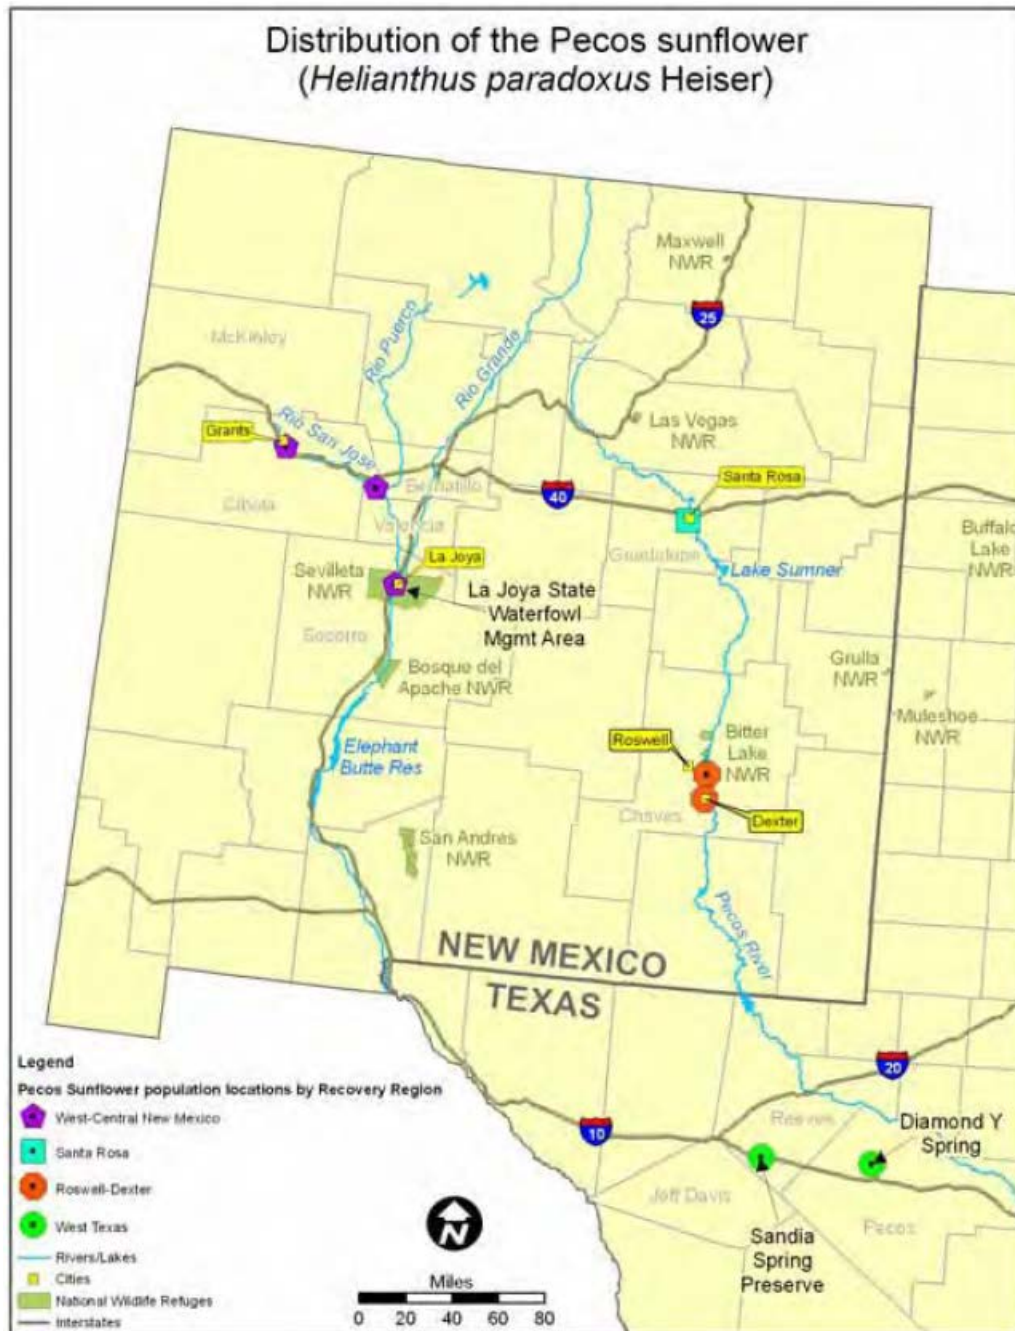 Distribution of the Pecos sunflower
(Helianthus paradoxus Heiser)
Maxwell
NWR
25
McKinley
Rio Puerco
Rio Grande
Las Vegas
NWR
Grants
Rio San Jose
Santa Rosa
40
Bernalillo
Cibola
Valencia
Buffalo
Lake
NWR
Guadalupe
La Joya
Lake Sumner
Sevilleta
NWR
La Joya State
Waterfowl
Mgmt Area
Socorro
Grulla
NWR
Bosque del
Apache NWR
Muleshoe
NWR
Roswell
Bitter
Lake
NWR
Elephant
Butte Res
Chaves
Dexter
San Andres
NWR
Pecos River
NEW MEXICO
TEXAS
20
10
Reeves
Diamond Y
Spring
Jeff Davis
Pecos
Sandia
Spring
Preserve
Legend
Pecos Sunflower population locations by Recovery Region
West-Central New Mexico
Santa Rosa
Roswell-Dexter
West Texas
Rivers/Lakes
Cities
National Wildlife Refuges
Interstates
N
Miles
0 20 40 60 80